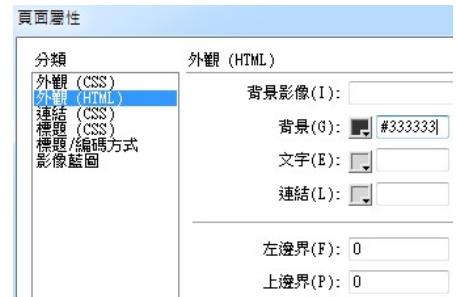 頁面屬性
分類
外觀 (CSS)
外觀 (HTML)
連結 (CSS)
標題 (CSS)
標題/編碼方式
影像藍圖
外觀 (HTML)
背景影像(I):
背景(G): #333333
文字(E):
連結(L):
左邊界(F): 0
上邊界(P): 0